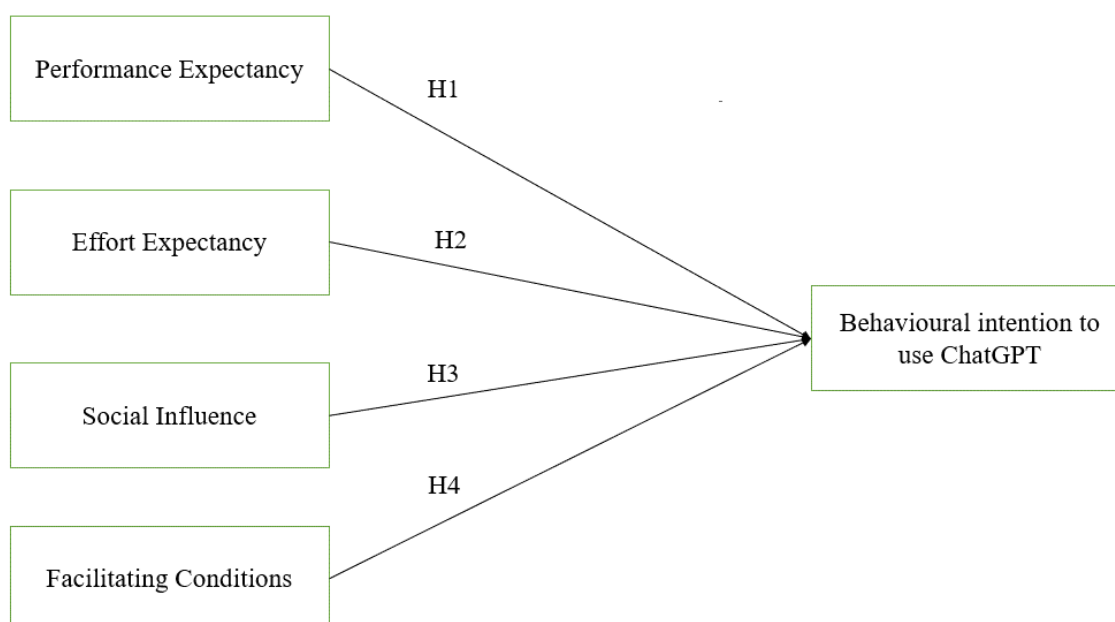 Performance Expectancy
H1
Effort Expectancy
H2
Behavioural intention to
use ChatGPT
H3
Social Influence
H4
Facilitating Conditions